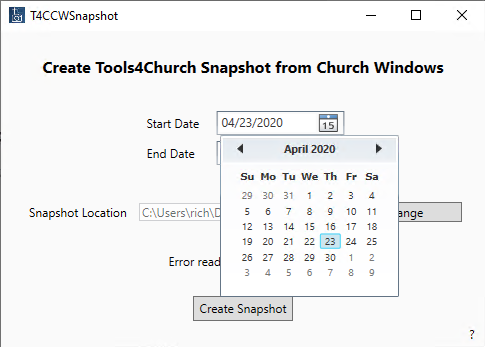 T4CCWSnapshot
Create Tools4Church Snapshot from Church Windows
Start Date 04/23/2020 15
End Date
April 2020
Su Mo Tu We Th Fr Sa
29 30 31 1 2 3 4
5 6 7 8 9 10 11
12 13 14 15 16 17 18
19 20 21 22 23 24 25
26 27 28 29 30 1 2
3 4 5 6 7 8 9
Snapshot Location C:\Users\rich\D ange
Error read
Create Snapshot
?